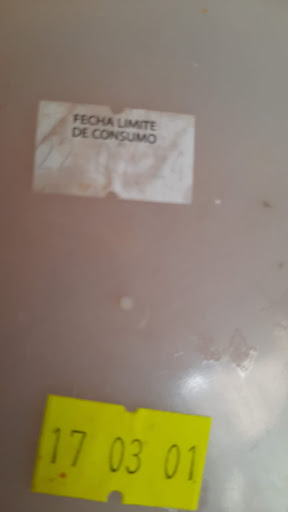 FECHA LIMITE
DE CONSUMO
17 03 01